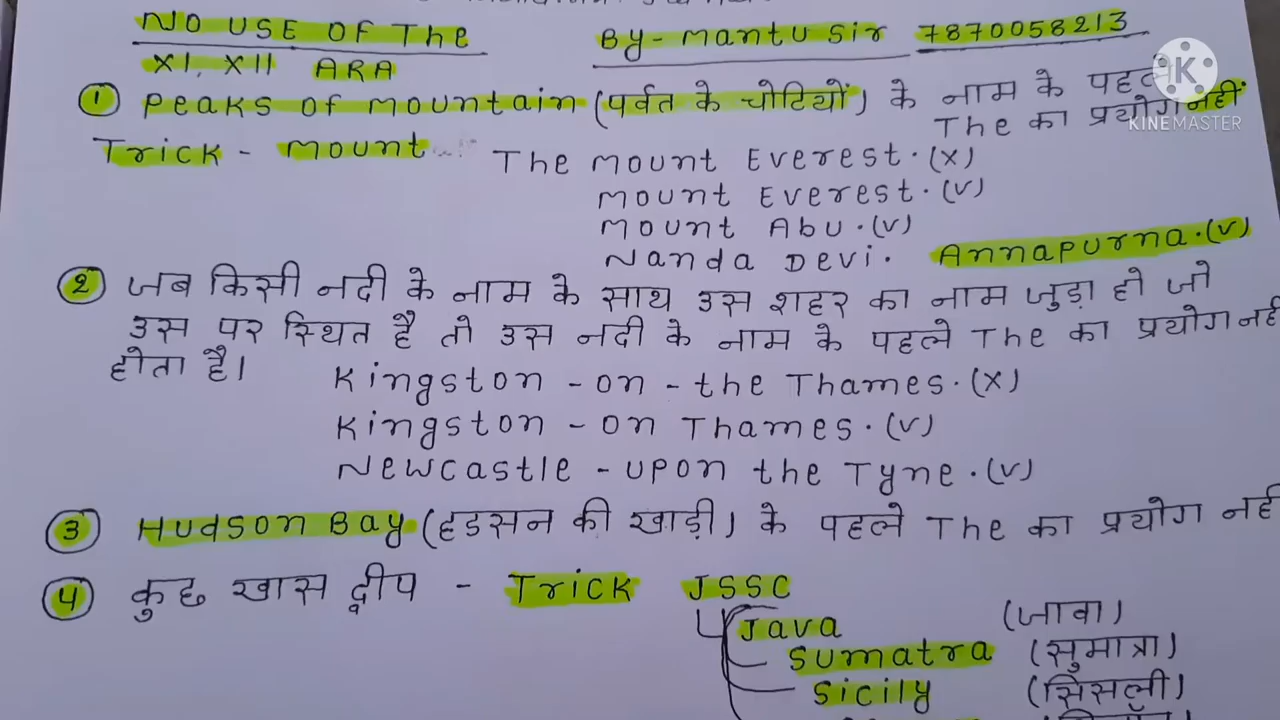 NO USE OF The By- mantu sir 7870058213
XI, XII ARA
① Peaks of mountain (पर्वत के चोटियों) के नाम के पहले
The का प्रयोग नहीं
Trick - mount The mount Everest. (x)
mount Everest. (v)
mount Abu. (v)
Nanda Devi. Annapurna. (v)
② जब किसी नदी के नाम के साथ उस शहर का नाम जुड़ा हो जो
उस पर स्थित है तो उस नदी के नाम के पहले The का प्रयोग नही
होता है।
Kingston - on - the Thames. (x)
Kingston - on Thames. (v)
Newcastle - upon the Tyne. (v)
③ Hudson Bay (हडसन की खाड़ी) के पहले The का प्रयोग नही
④ कुछ खास द्वीप - Trick JSSC
Java (जावा)
Sumatra (सुमात्रा)
Sicily (सिसली)
KINEMASTER